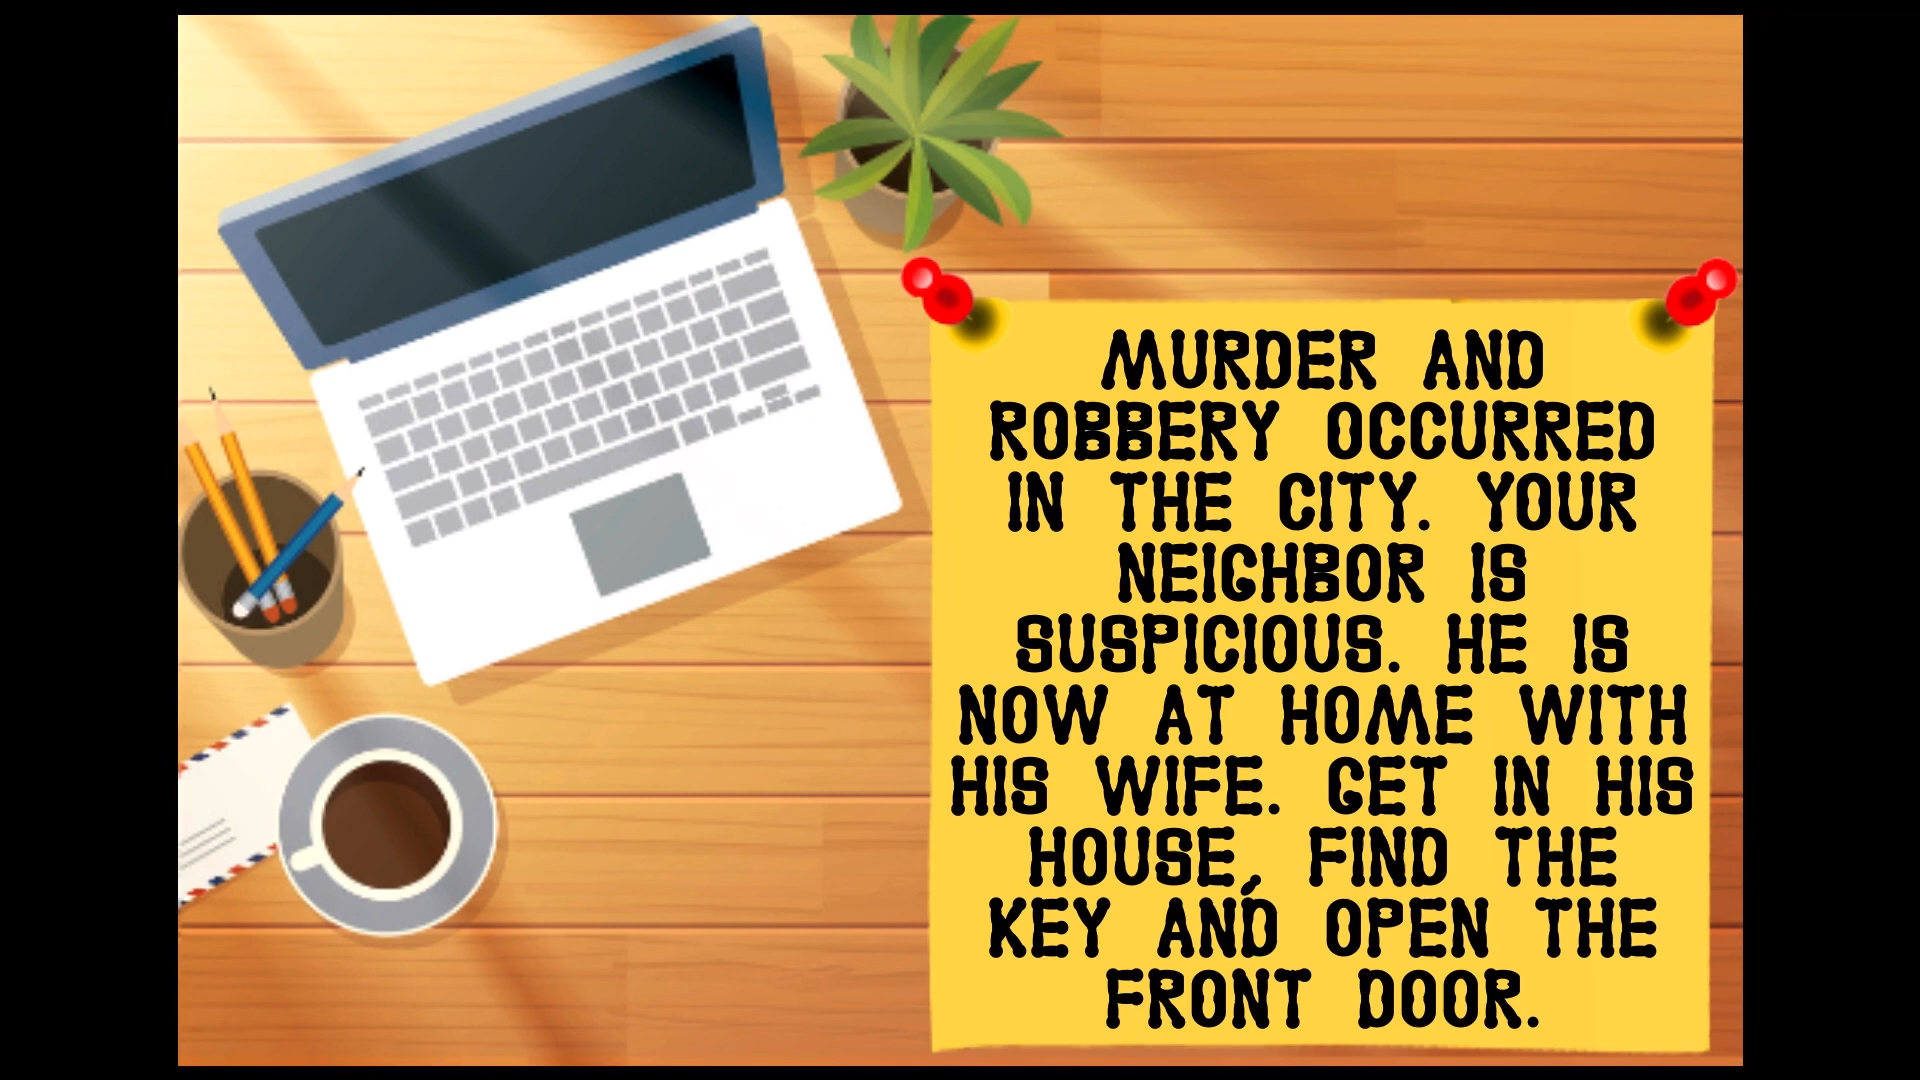 MURDER AND
ROBBERY OCCURRED
IN THE CITY. YOUR
NEIGHBOR IS
SUSPICIOUS. HE IS
NOW AT HOME WITH
HIS WIFE. GET IN HIS
HOUSE, FIND THE
KEY AND OPEN THE
FRONT DOOR.